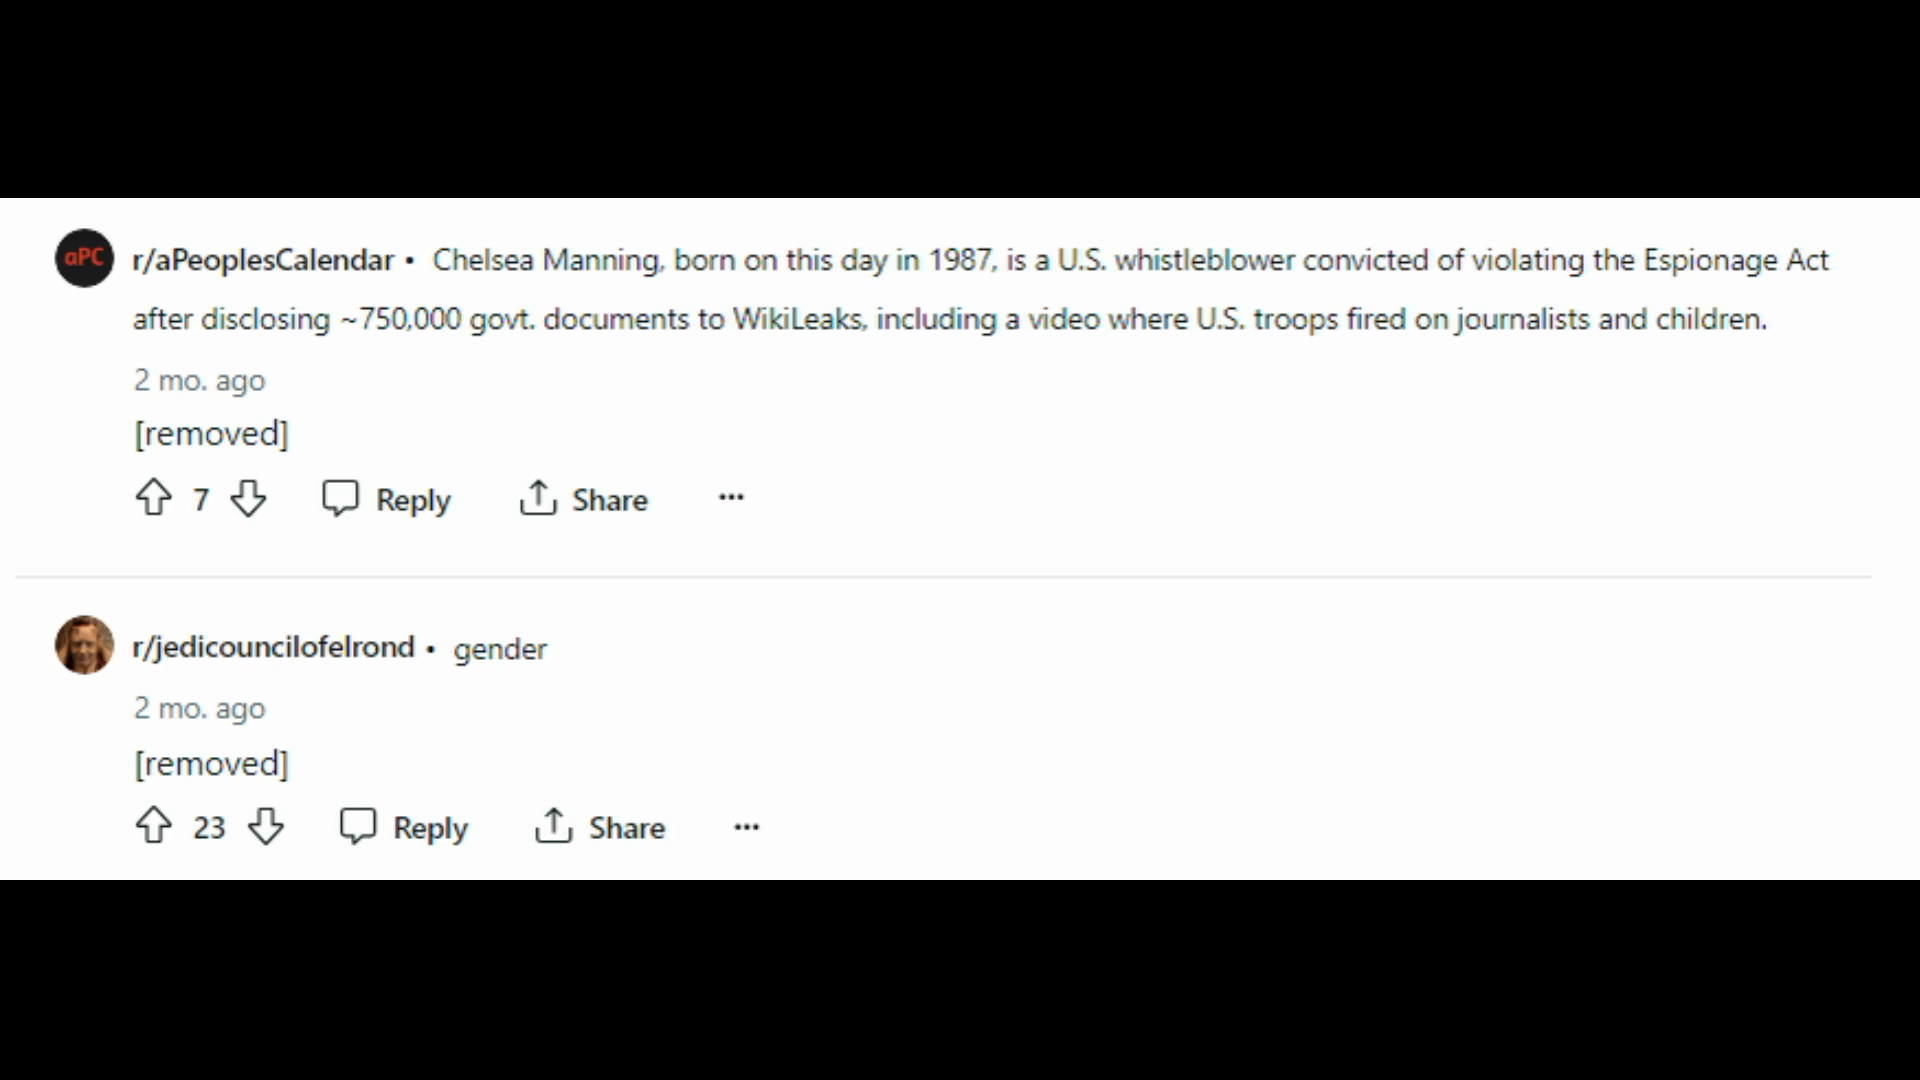 aPC r/aPeoplesCalendar • Chelsea Manning, born on this day in 1987, is a U.S. whistleblower convicted of violating the Espionage Act
after disclosing ~750,000 govt. documents to WikiLeaks, including a video where U.S. troops fired on journalists and children.
2 mo. ago
[removed]
7 Reply Share ...
r/jedicouncilofelrond • gender
2 mo. ago
[removed]
23 Reply Share ...